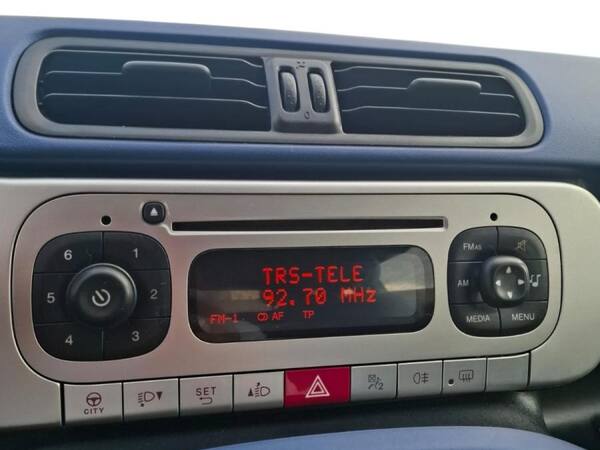 TRS-TELE
92.70 MHz
FM-1 AF TP
6 1
5 2
4 3
FMAS
AM
MEDIA MENU
CITY SET 2